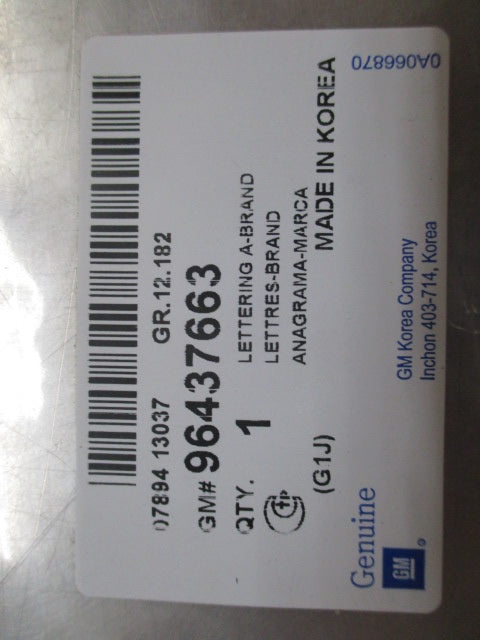 07894 13037 GR.12.182
GM# 96437663
QTY. 1
LETTERING A-BRAND
LETTRES-BRAND
ANAGRAMA-MARCA
(G1J) MADE IN KOREA
Genuine
GM
GM Korea Company
Inchon 403-714, Korea
0A066870